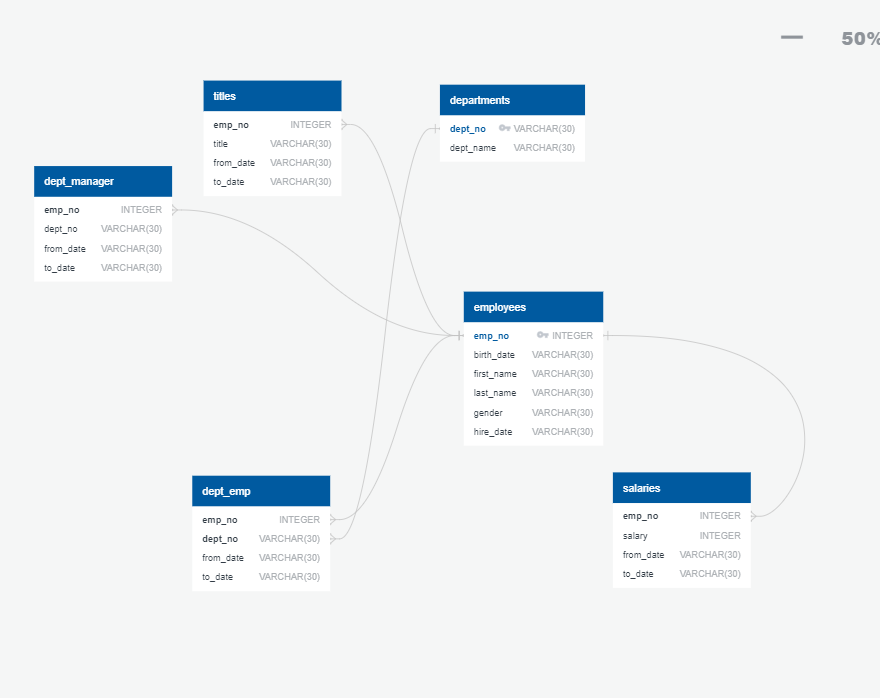 50%
titles
emp_no INTEGER
title VARCHAR(30)
from_date VARCHAR(30)
to_date VARCHAR(30)
departments
dept_no VARCHAR(30)
dept_name VARCHAR(30)
dept_manager
emp_no INTEGER
dept_no VARCHAR(30)
from_date VARCHAR(30)
to_date VARCHAR(30)
employees
emp_no INTEGER
birth_date VARCHAR(30)
first_name VARCHAR(30)
last_name VARCHAR(30)
gender VARCHAR(30)
hire_date VARCHAR(30)
dept_emp
emp_no INTEGER
dept_no VARCHAR(30)
from_date VARCHAR(30)
to_date VARCHAR(30)
salaries
emp_no INTEGER
salary INTEGER
from_date VARCHAR(30)
to_date VARCHAR(30)